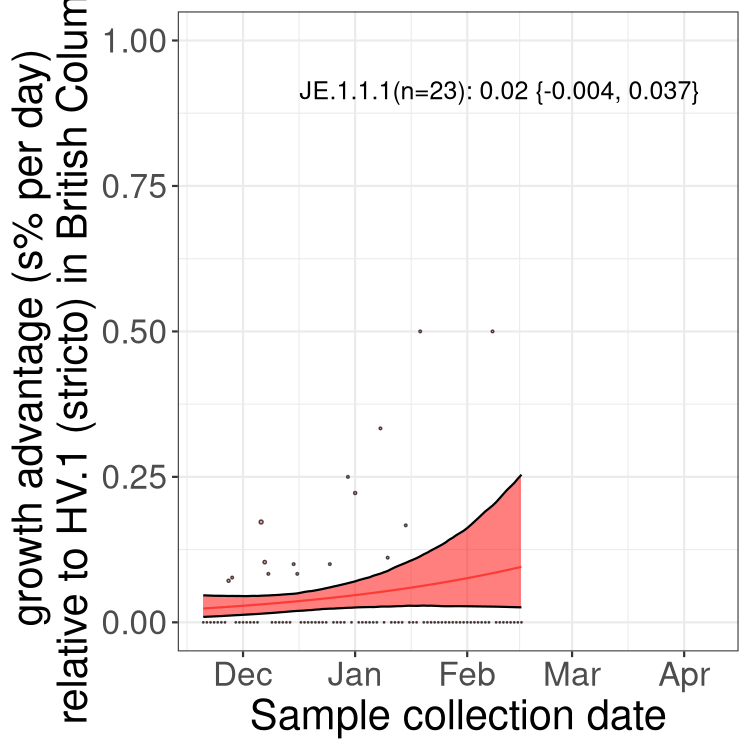 growth advantage (s% per day)
relative to HV.1 (stricto) in British Colum
1.00
0.75
0.50
0.25
0.00
JE.1.1.1(n=23): 0.02 {-0.004, 0.037}
Dec Jan Feb Mar Apr
Sample collection date